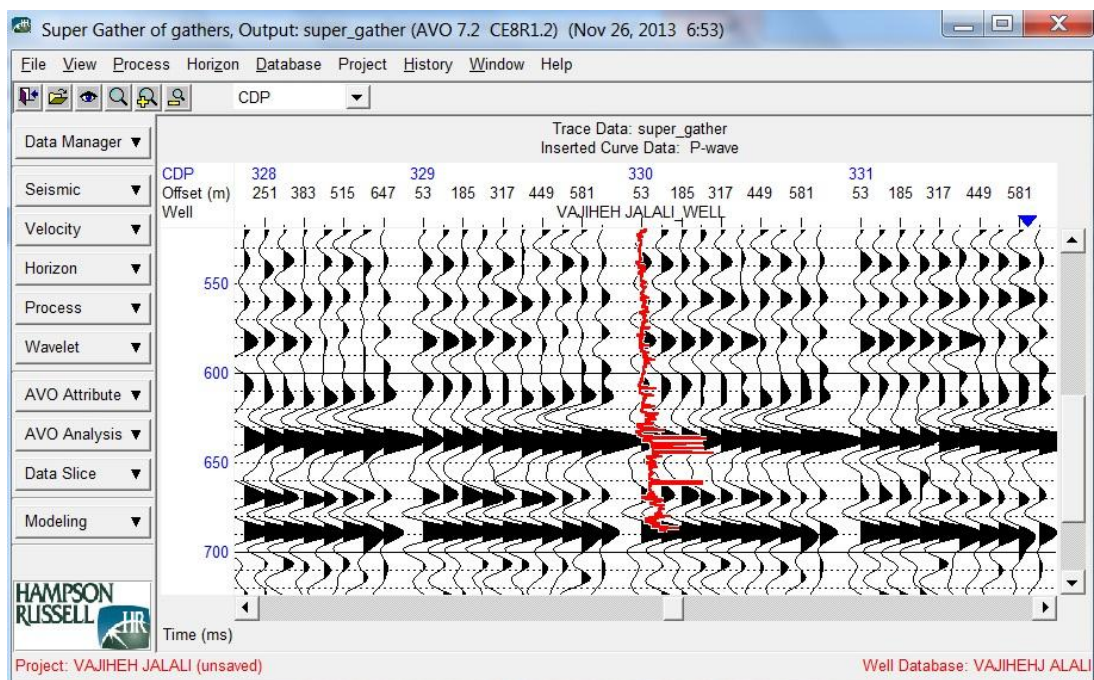 Super Gather of gathers, Output: super_gather (AVO 7.2 CE8R1.2) (Nov 26, 2013 6:53)
File View Process Horizon Database Project History Window Help
CDP
Data Manager
Seismic
Velocity
Horizon
Process
Wavelet
AVO Attribute
AVO Analysis
Data Slice
Modeling
HAMPSON
RUSSELL HR
Trace Data: super_gather
Inserted Curve Data: P-wave
CDP 328 329 330 331
Offset (m) 251 383 515 647 53 185 317 449 581 53 185 317 449 581 53 185 317 449 581
Well VAJIHEH JALALI_WELL
550
600
650
700
Time (ms)
Project: VAJIHEH JALALI (unsaved) Well Database: VAJIHEHJ ALALI